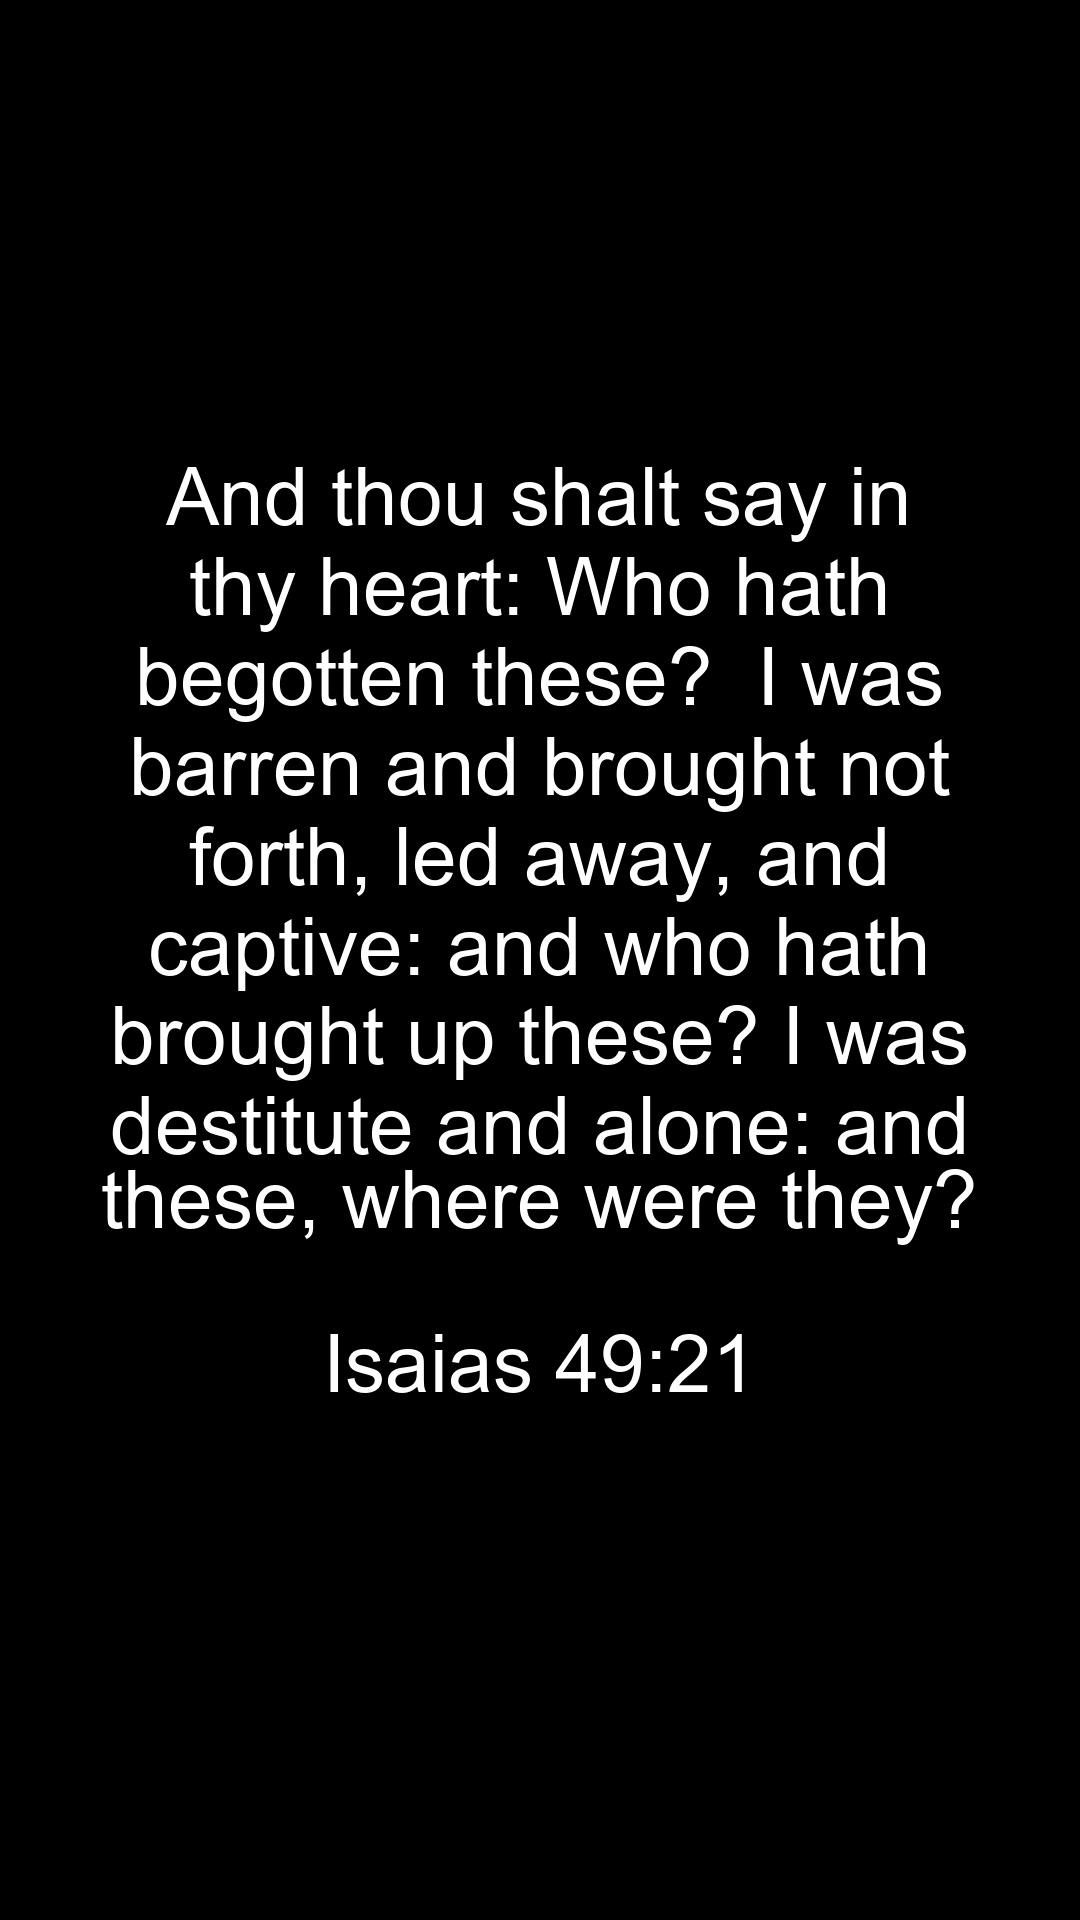 And thou shalt say in
thy heart: Who hath
begotten these?  I was
barren and brought not
forth, led away, and
captive: and who hath
brought up these? I was
destitute and alone: and
these, where were they?
Isaias 49:21